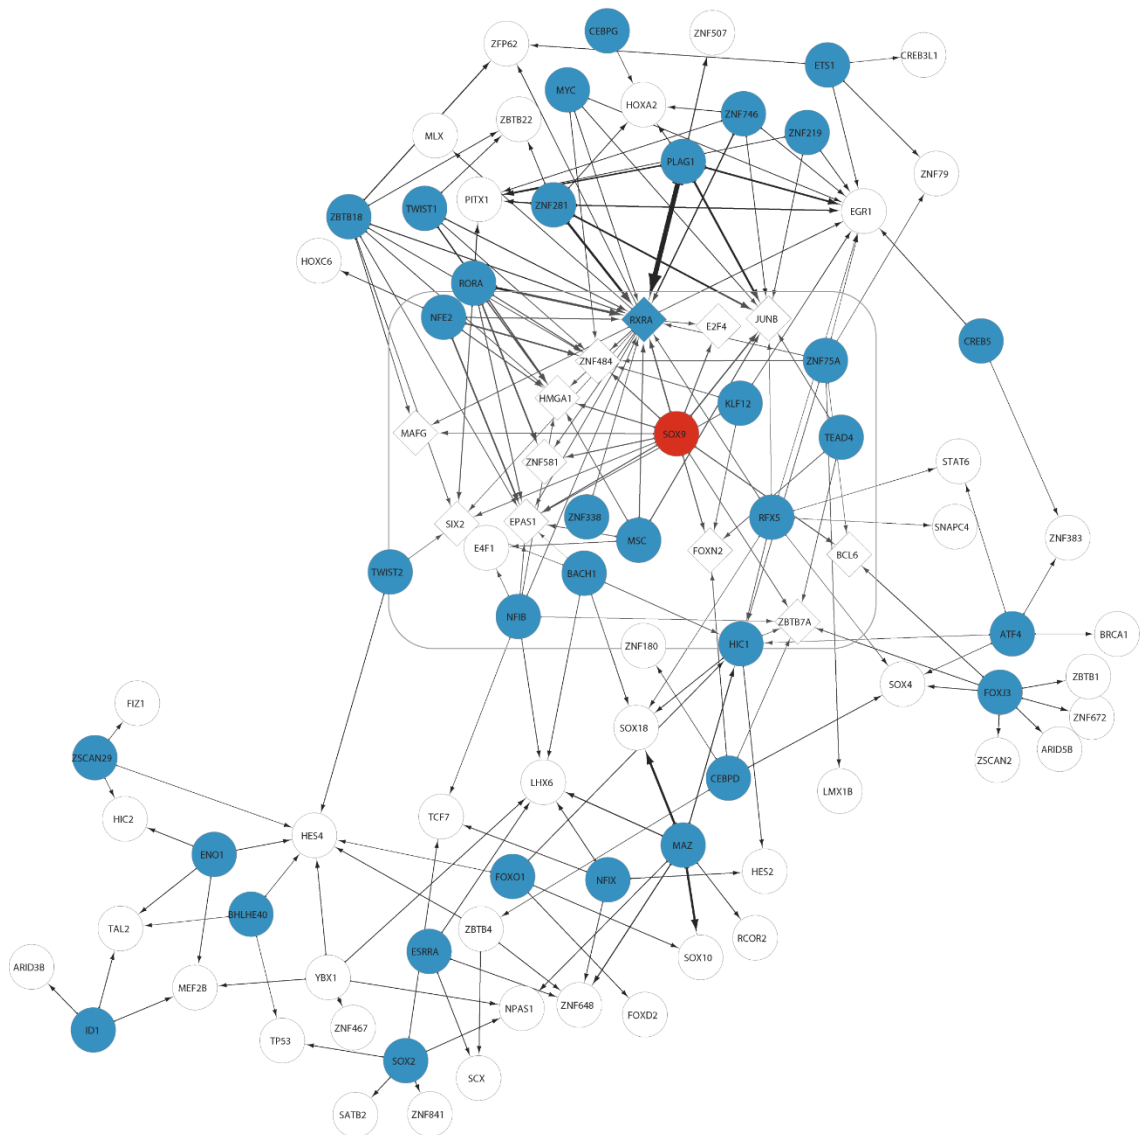 CEBPG
ZNF507
ZFP62
CREB3L1
ETS1
MYC
HOXA2
ZNF746
ZBTB22
ZNF219
MLX
PLAG1
ZNF79
PITX1
ZNF281
TWIST1
EGR1
ZBTB18
HOXC6
RORA
NFE2
RXRA
E2F4
JUNB
CREB5
ZNF484
ZNF75A
HMGA1
KLF12
MAFG
SOX9
TEAD4
ZNF581
STAT6
SIX2
EPAS1
ZNF338
RFX5
SNAPC4
ZNF383
E4F1
MSC
FOXN2
BCL6
TWIST2
BACH1
NFIB
ZBTB7A
ZNF180
HIC1
ATF4
BRCA1
SOX4
FOXJ3
ZBTB1
FIZ1
ZNF672
SOX18
ARID5B
ZSCAN29
ZSCAN2
CEBPD
LHX6
LMX1B
HIC2
TCF7
HES4
MAZ
ENO1
FOXO1
NFIX
HES2
BHLHE40
TAL2
ZBTB4
RCOR2
ESRRA
SOX10
ARID3B
MEF2B
YBX1
NPAS1
ZNF648
FOXD2
ID1
ZNF467
TP53
SOX2
SCX
SATB2
ZNF841